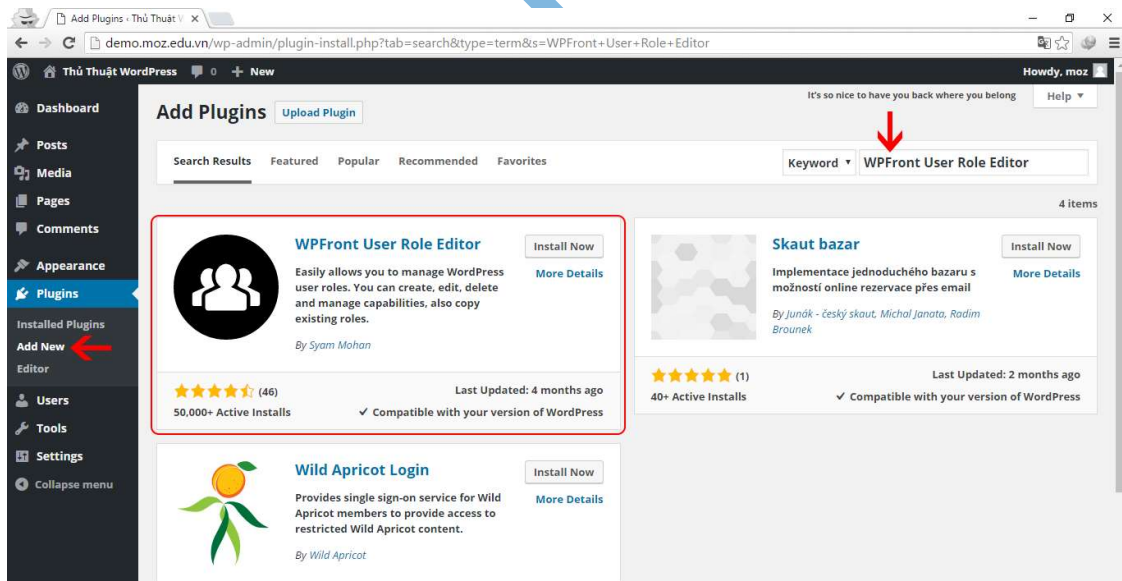 Add Plugins ‹ Thủ Thuật V
demo.moz.edu.vn/wp-admin/plugin-install.php?tab=search&type=term&s=WPFront+User+Role+Editor
Thủ Thuật WordPress 0 + New
Howdy, moz
Dashboard
Posts
Media
Pages
Comments
Appearance
Plugins
Installed Plugins
Add New
Editor
Users
Tools
Settings
Collapse menu
Add Plugins Upload Plugin
It's so nice to have you back where you belong
Help
Search Results Featured Popular Recommended Favorites
Keyword WPFront User Role Editor
4 items
WPFront User Role Editor
Install Now
More Details
Easily allows you to manage WordPress
user roles. You can create, edit, delete
and manage capabilities, also copy
existing roles.
By Syam Mohan
(46)
50,000+ Active Installs
Last Updated: 4 months ago
✓ Compatible with your version of WordPress
Skaut bazar
Install Now
More Details
Implementace jednoduchého bazaru s
možností online rezervace přes email
By Junák - český skaut, Michal Janata, Radim
Brounek
(1)
40+ Active Installs
Last Updated: 2 months ago
✓ Compatible with your version of WordPress
Wild Apricot Login
Install Now
More Details
Provides single sign-on service for Wild
Apricot members to provide access to
restricted Wild Apricot content.
By Wild Apricot